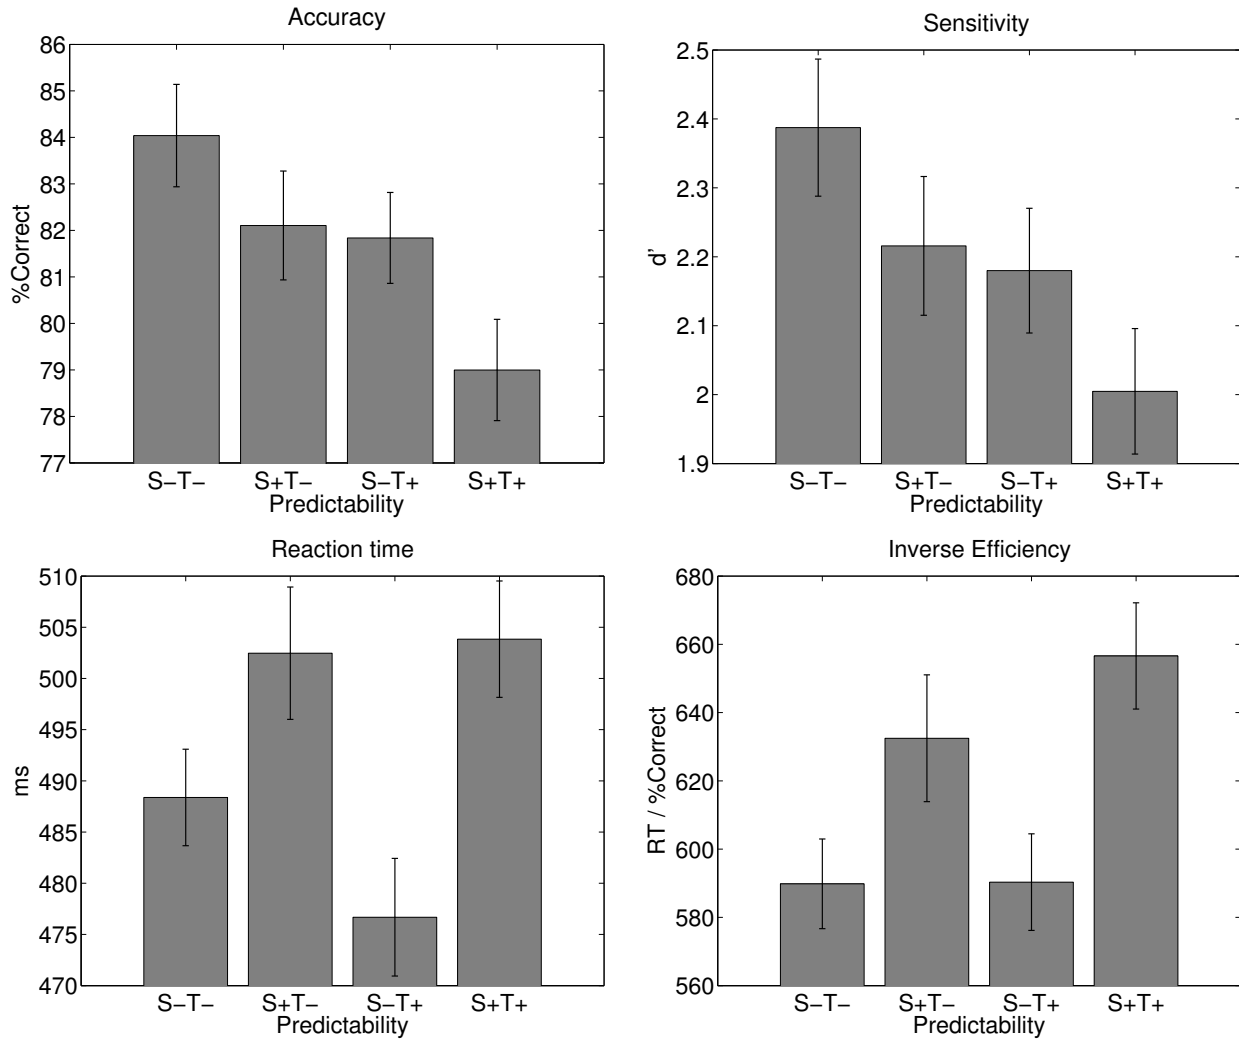 Accuracy
86
85
84
83
82
81
80
79
78
77
%Correct
S−T− S+T− S−T+ S+T+
Predictability
Sensitivity
2.5
2.4
2.3
2.2
2.1
2
1.9
d'
S−T− S+T− S−T+ S+T+
Predictability
Reaction time
510
505
500
495
490
485
480
475
470
ms
S−T− S+T− S−T+ S+T+
Predictability
Inverse Efficiency
680
660
640
620
600
580
560
RT / %Correct
S−T− S+T− S−T+ S+T+
Predictability